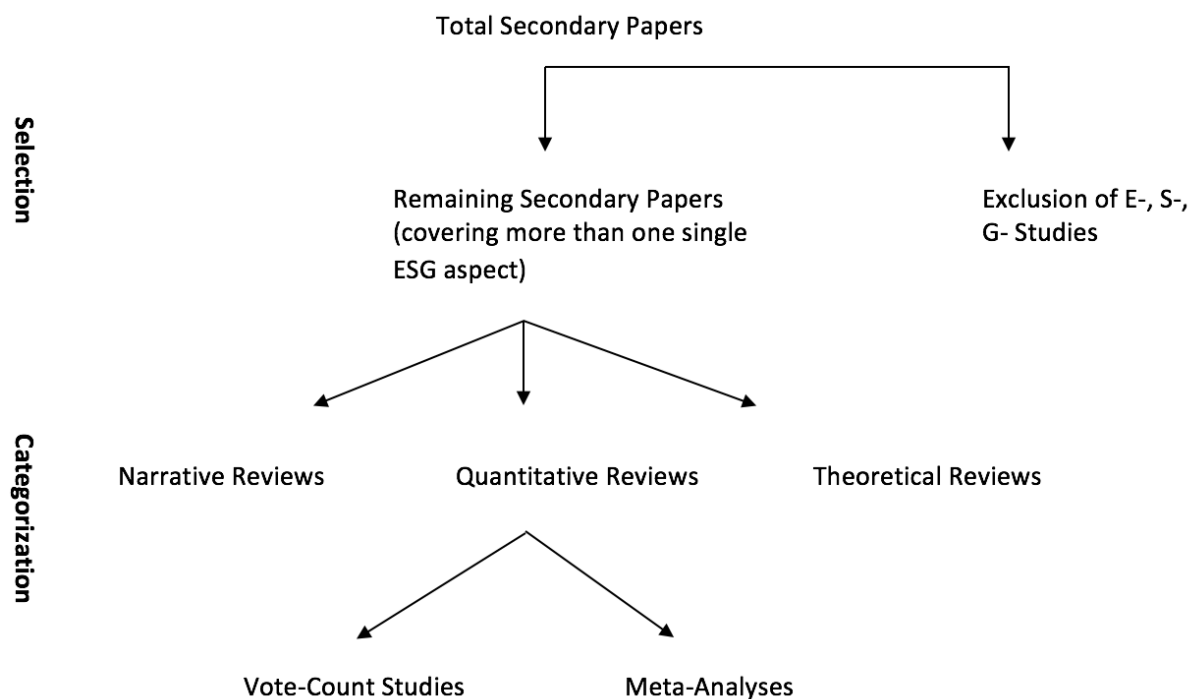 Total Secondary Papers
Selection
Remaining Secondary Papers
(covering more than one single
ESG aspect)
Exclusion of E-, S-,
G- Studies
Categorization
Narrative Reviews
Quantitative Reviews
Theoretical Reviews
Vote-Count Studies
Meta-Analyses